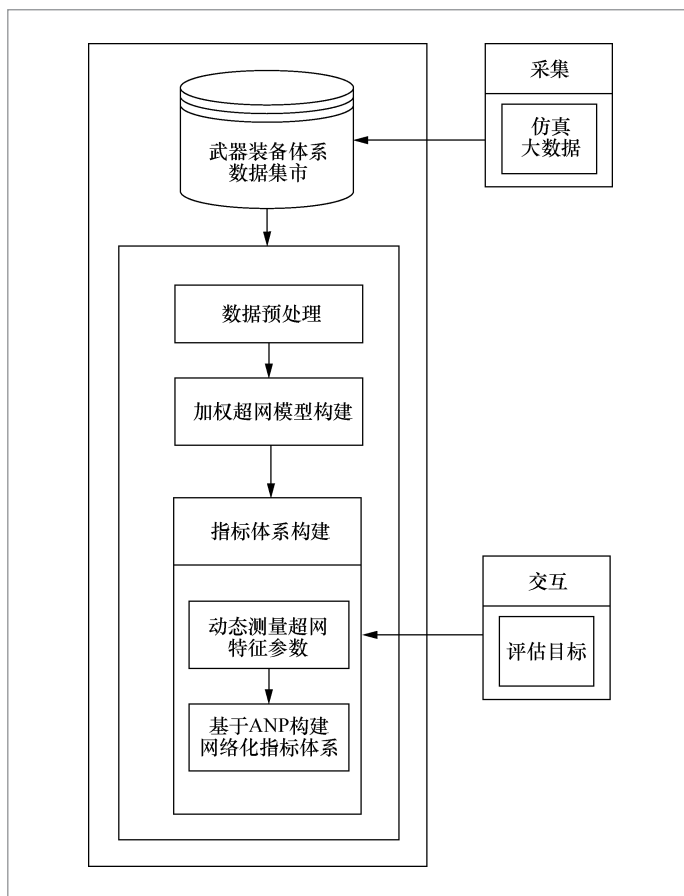 采集
仿真
大数据
武器装备体系
数据集市
数据预处理
加权超网模型构建
指标体系构建
动态测量超网
特征参数
基于ANP构建
网络化指标体系
交互
评估目标